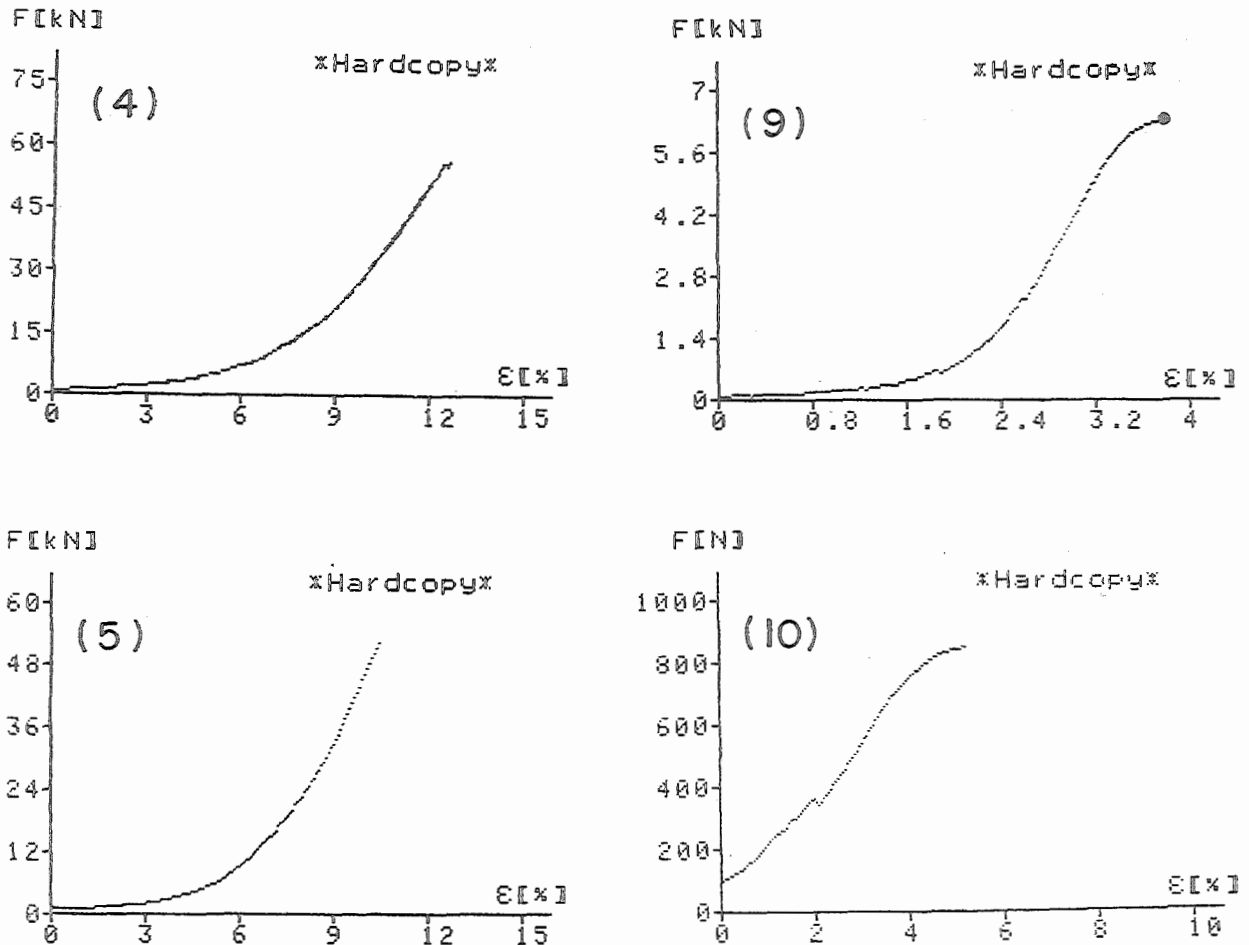 F[kN]
*Hardcopy*
(4)
75
60
45
30
15
0
ε[%]
0 3 6 9 12 15
F[kN]
*Hardcopy*
(9)
7
5.6
4.2
2.8
1.4
0
ε[%]
0 0.8 1.6 2.4 3.2 4
F[kN]
*Hardcopy*
(5)
60
48
36
24
12
0
ε[%]
0 3 6 9 12 15
F[N]
*Hardcopy*
(10)
1000
800
600
400
200
0
ε[%]
0 2 4 6 8 10